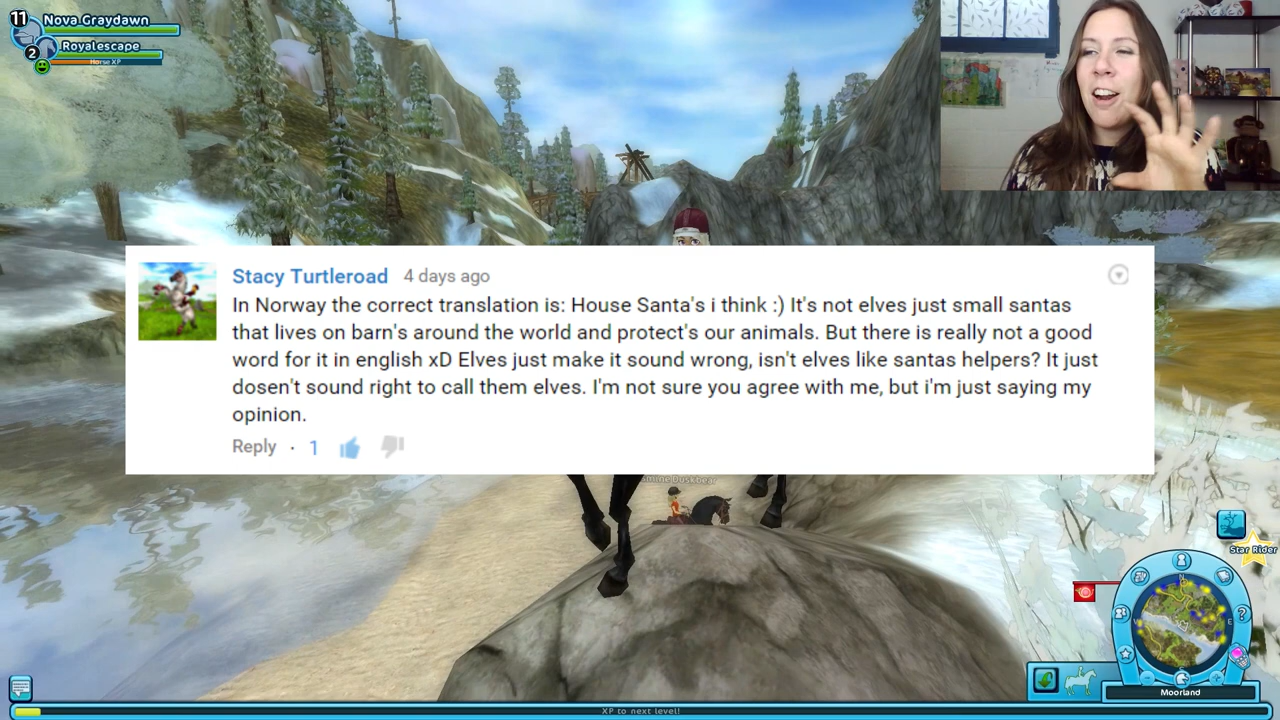 11
Nova Graydawn
2
Royalescape
Horse XP
Stacy Turtleroad 4 days ago
In Norway the correct translation is: House Santa's i think :) It's not elves just small santas
that lives on barn's around the world and protect's our animals. But there is really not a good
word for it in english xD Elves just make it sound wrong, isn't elves like santas helpers? It just
dosen't sound right to call them elves. I'm not sure you agree with me, but i'm just saying my
opinion.
Reply · 1
Star Rider
N
E
?
Moorland
XP to next level!